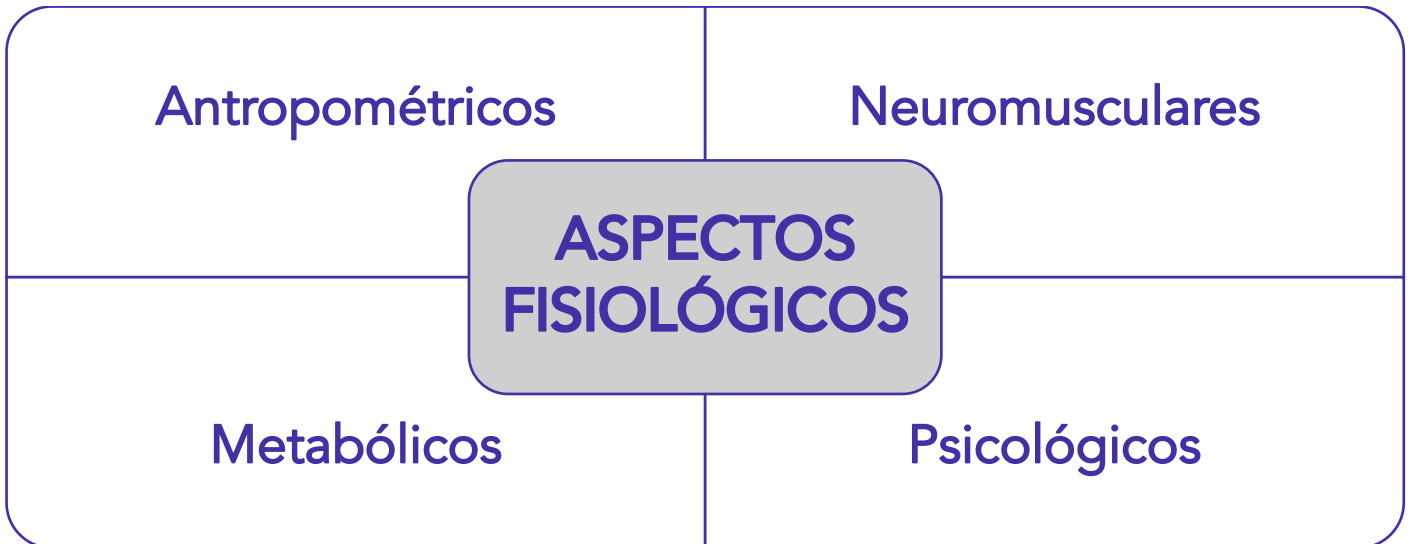 Antropométricos
Neuromusculares
ASPECTOS
FISIOLÓGICOS
Metabólicos
Psicológicos